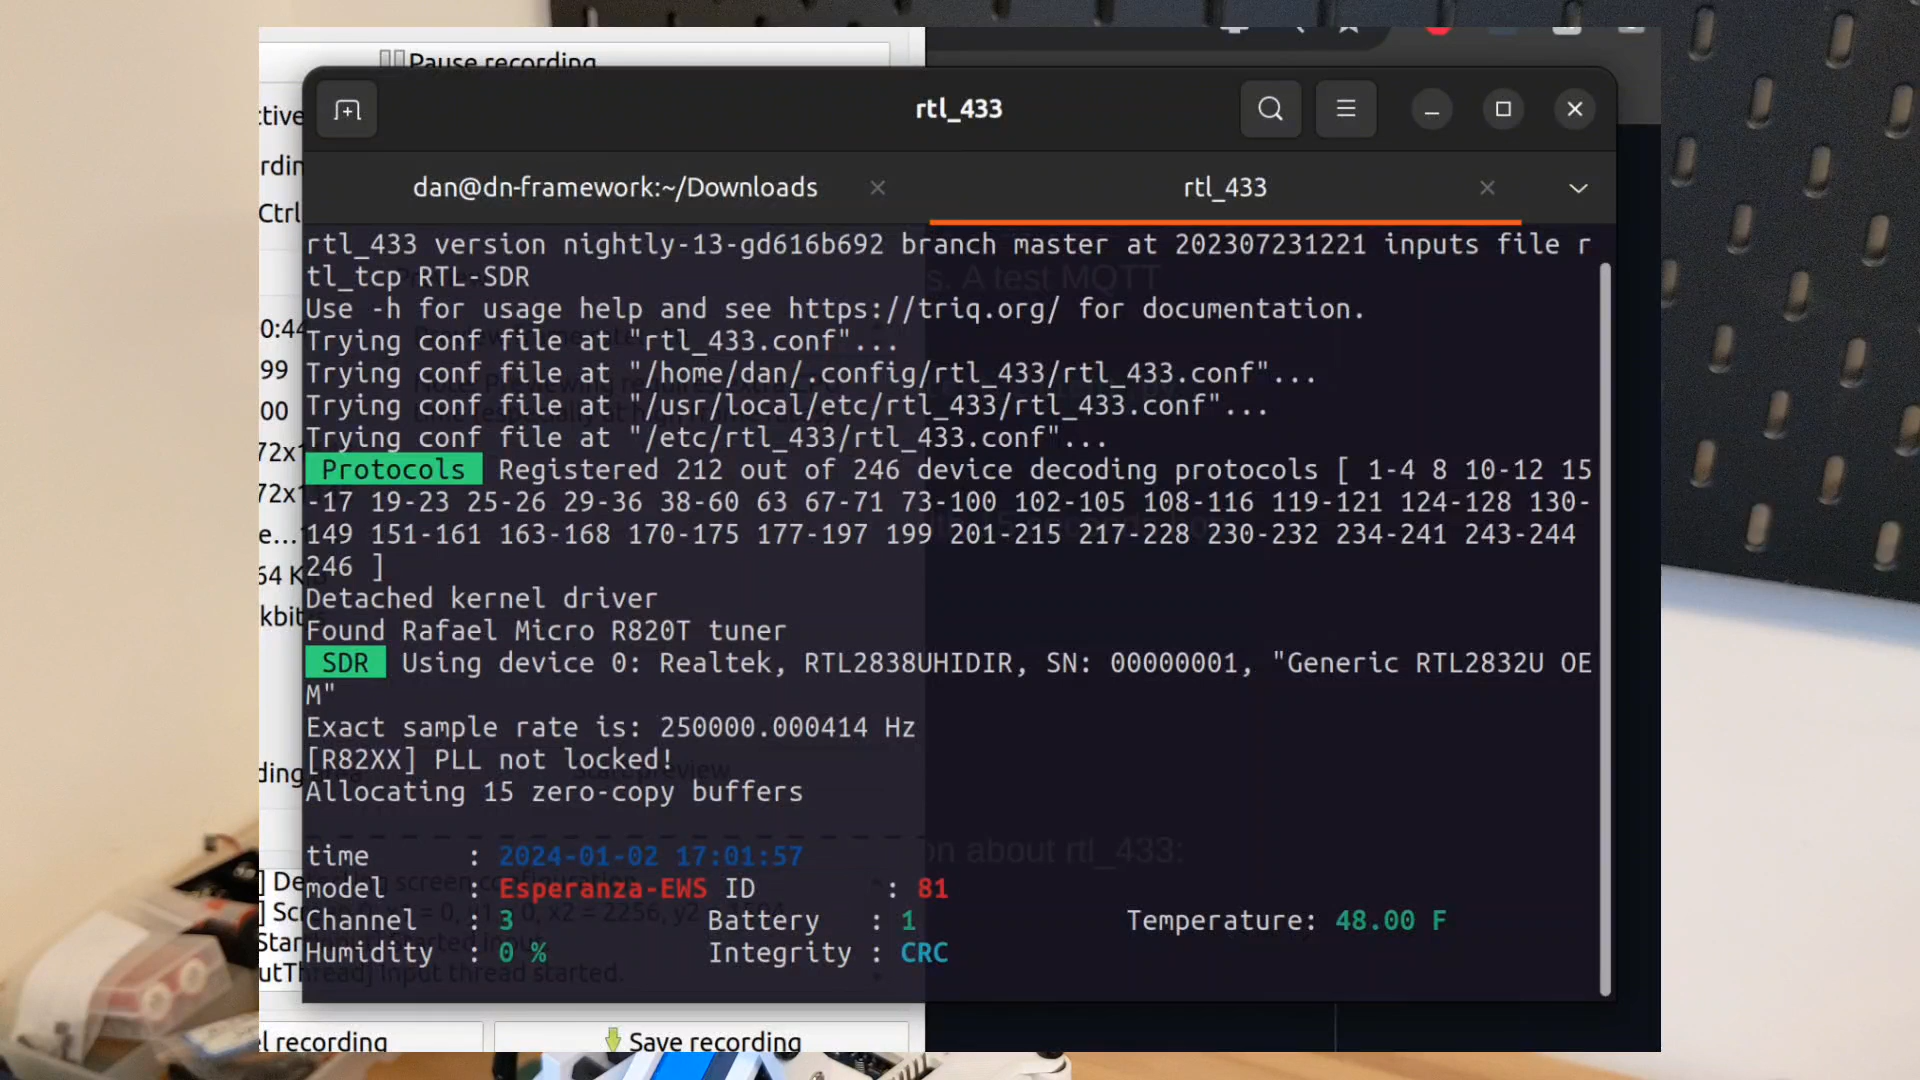 Pause recording
rtl_433
dan@dn-framework:~/Downloads
rtl_433
rtl_433 version nightly-13-gd616b692 branch master at 202307231221 inputs file r
tl_tcp RTL-SDR
Use -h for usage help and see https://triq.org/ for documentation.
Trying conf file at "rtl_433.conf"...
Trying conf file at "/home/dan/.config/rtl_433/rtl_433.conf"...
Trying conf file at "/usr/local/etc/rtl_433/rtl_433.conf"...
Trying conf file at "/etc/rtl_433/rtl_433.conf"...
Protocols Registered 212 out of 246 device decoding protocols [ 1-4 8 10-12 15
-17 19-23 25-26 29-36 38-60 63 67-71 73-100 102-105 108-116 119-121 124-128 130-
149 151-161 163-168 170-175 177-197 199 201-215 217-228 230-232 234-241 243-244
246 ]
Detached kernel driver
Found Rafael Micro R820T tuner
SDR Using device 0: Realtek, RTL2838UHIDIR, SN: 00000001, "Generic RTL2832U OE
M"
Exact sample rate is: 250000.000414 Hz
[R82XX] PLL not locked!
Allocating 15 zero-copy buffers
time : 2024-01-02 17:01:57
model : Esperanza-EWS ID : 81
Channel : 3 Battery : 1 Temperature: 48.00 F
Humidity : 0 % Integrity : CRC
recording
Save recording